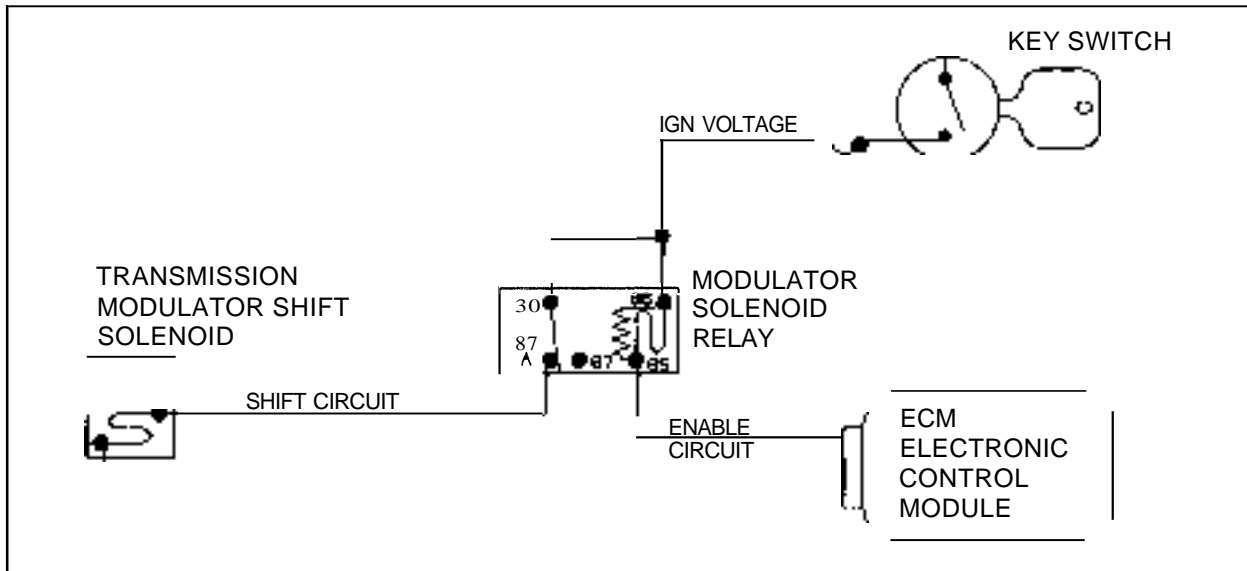 KEY SWITCH
IGN VOLTAGE
TRANSMISSION
MODULATOR SHIFT
SOLENOID
MODULATOR
SOLENOID
RELAY
30
87
A
87
85
SHIFT CIRCUIT
ENABLE
CIRCUIT
ECM
ELECTRONIC
CONTROL
MODULE